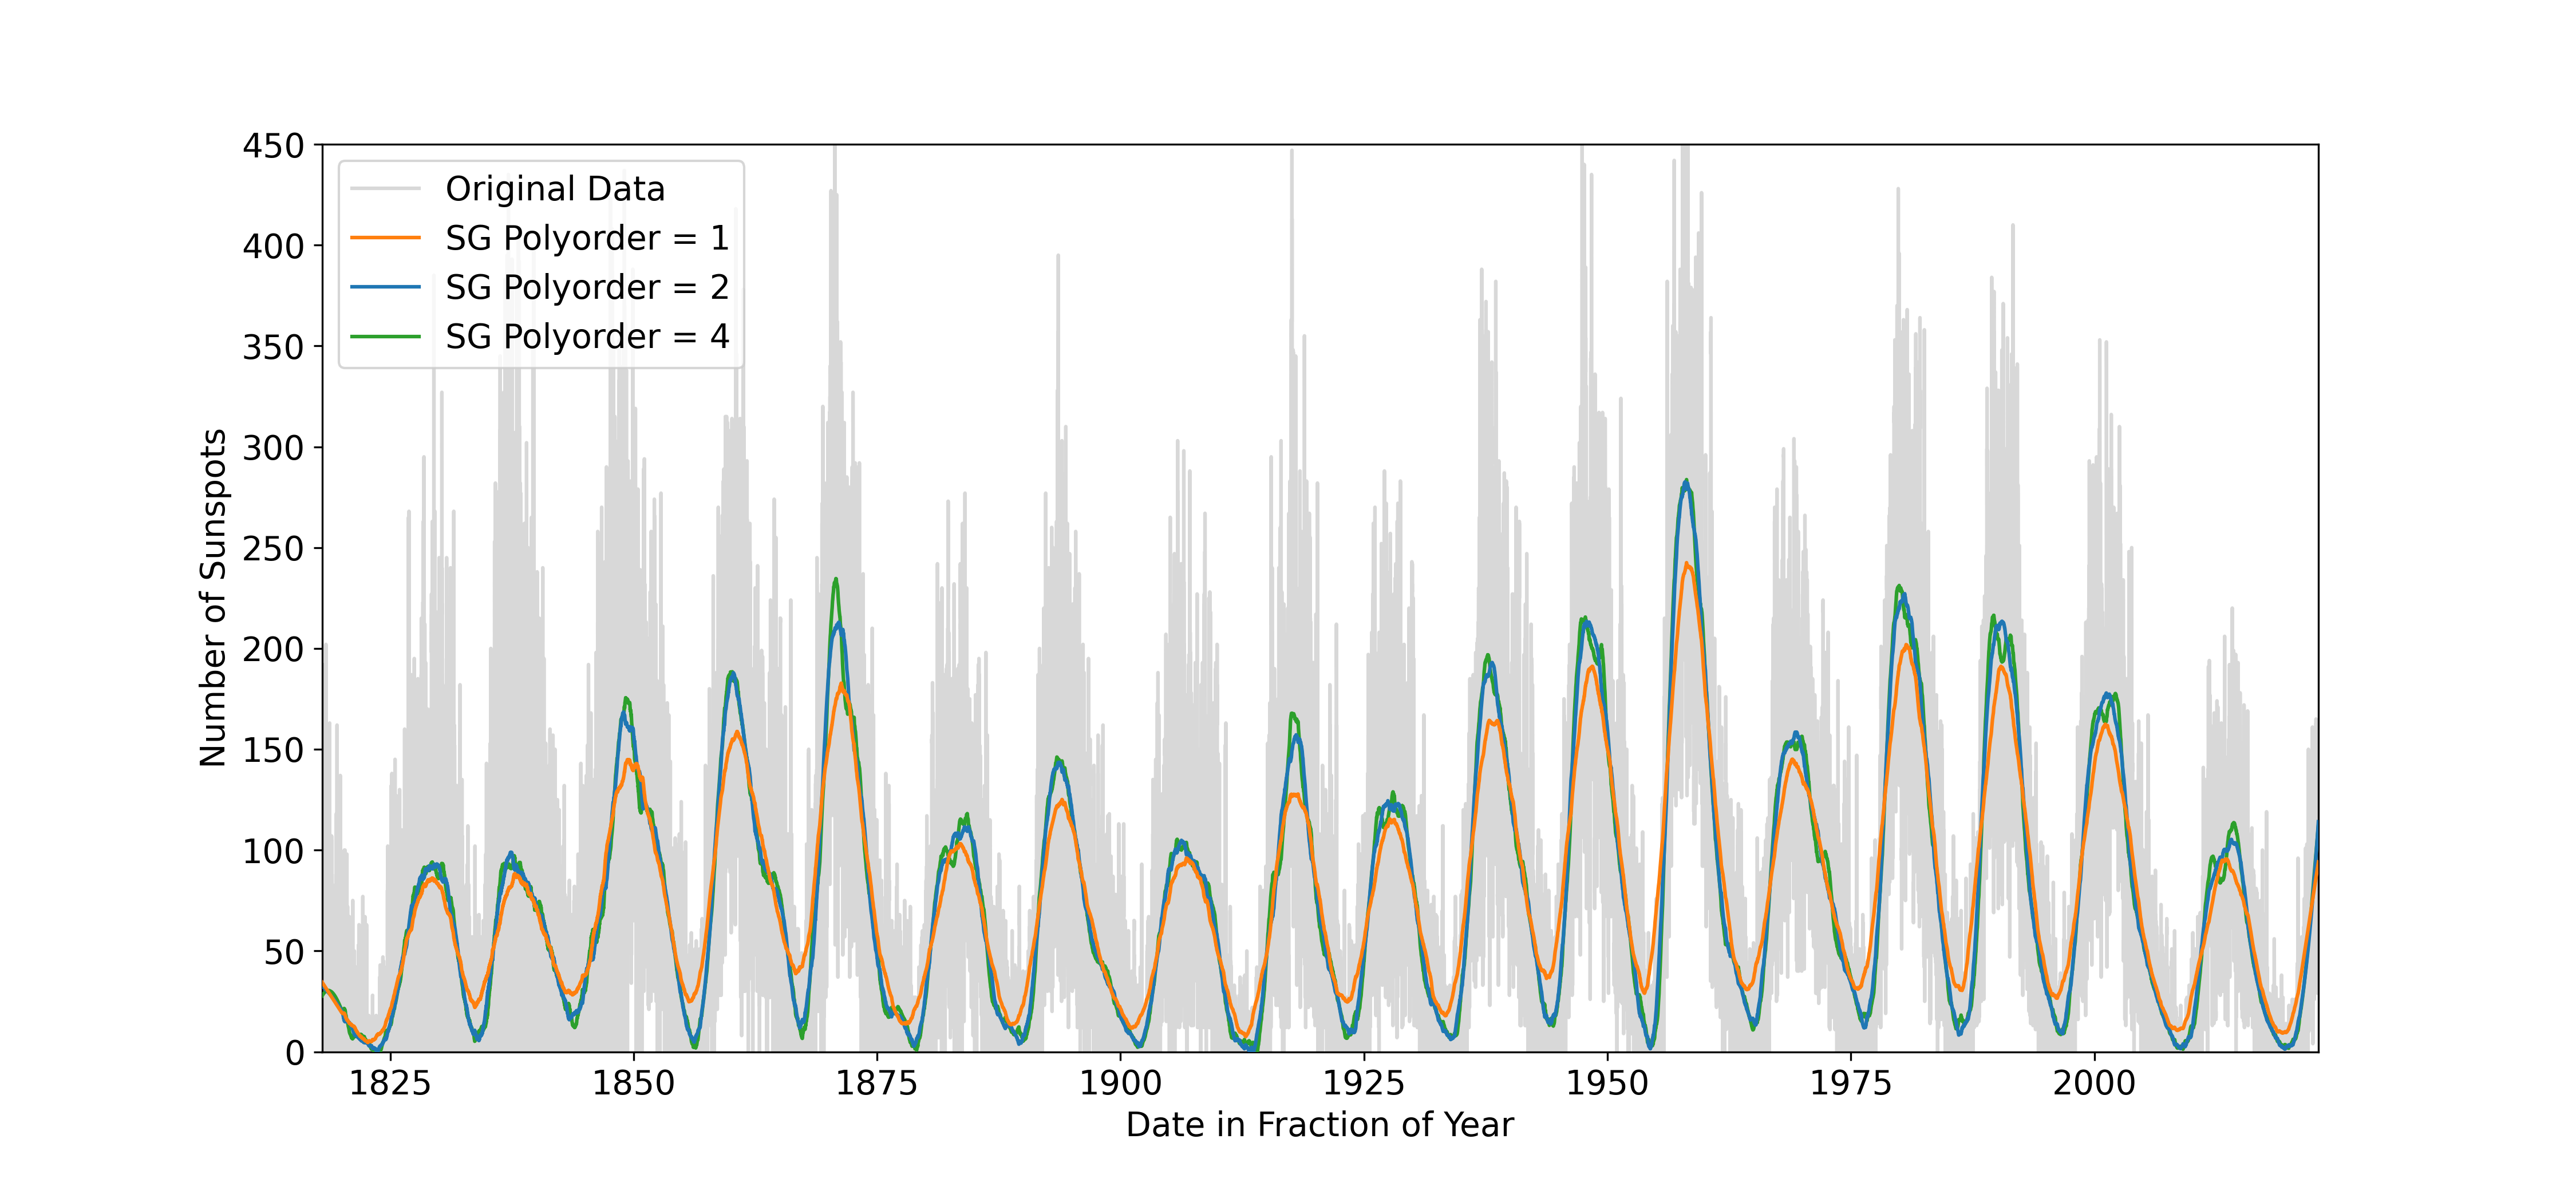 Number of Sunspots
450
400
350
300
250
200
150
100
50
0
Original Data
SG Polyorder = 1
SG Polyorder = 2
SG Polyorder = 4
1825 1850 1875 1900 1925 1950 1975 2000
Date in Fraction of Year